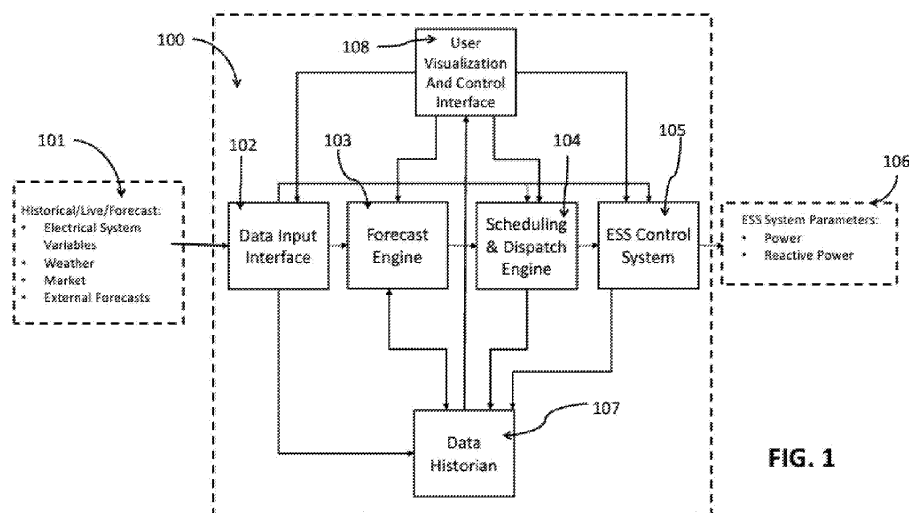 100
108
User
Visualization
And Control
Interface
101
102
103
104
105
106
Historical/Live/Forecast:
• Electrical System
Variables
• Weather
• Market
• External Forecasts
Data Input
Interface
Forecast
Engine
Scheduling
& Dispatch
Engine
ESS Control
System
ESS System Parameters:
• Power
• Reactive Power
Data
Historian
107
FIG. 1